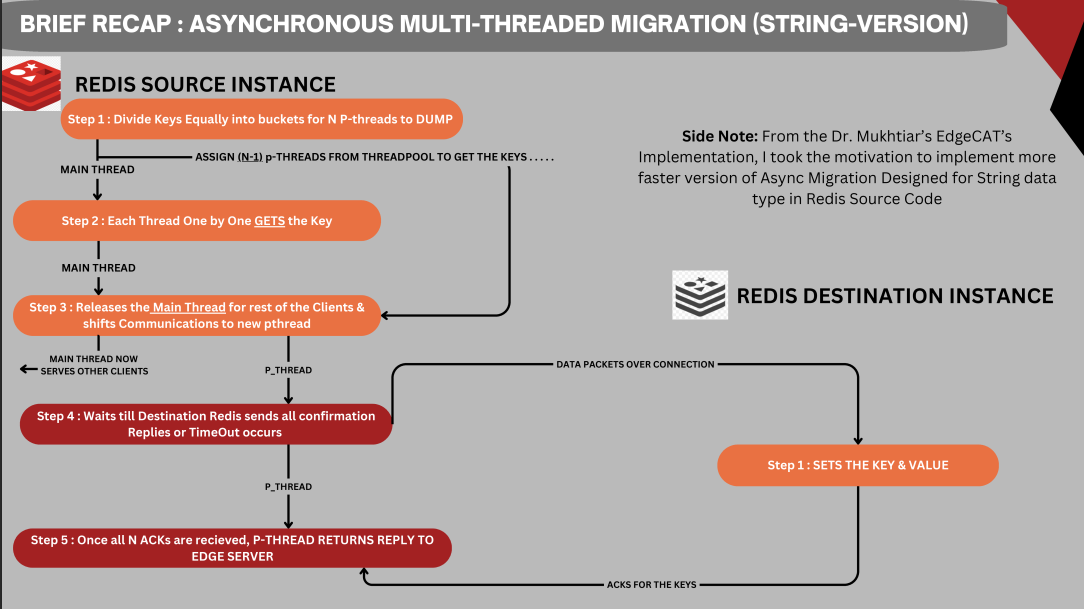 BRIEF RECAP : ASYNCHRONOUS MULTI-THREADED MIGRATION (STRING-VERSION)
REDIS SOURCE INSTANCE
Step 1 : Divide Keys Equally into buckets for N P-threads to DUMP
ASSIGN (N-1) p-THREADS FROM THREADPOOL TO GET THE KEYS . . . . .
MAIN THREAD
Side Note: From the Dr. Mukhtiar’s EdgeCAT’s
Implementation, I took the motivation to implement more
faster version of Async Migration Designed for String data
type in Redis Source Code
Step 2 : Each Thread One by One GETS the Key
MAIN THREAD
REDIS DESTINATION INSTANCE
Step 3 : Releases the Main Thread for rest of the Clients &
shifts Communications to new pthread
MAIN THREAD NOW
SERVES OTHER CLIENTS
P_THREAD
DATA PACKETS OVER CONNECTION
Step 4 : Waits till Destination Redis sends all confirmation
Replies or TimeOut occurs
Step 1 : SETS THE KEY & VALUE
P_THREAD
Step 5 : Once all N ACKs are recieved, P-THREAD RETURNS REPLY TO
EDGE SERVER
ACKS FOR THE KEYS